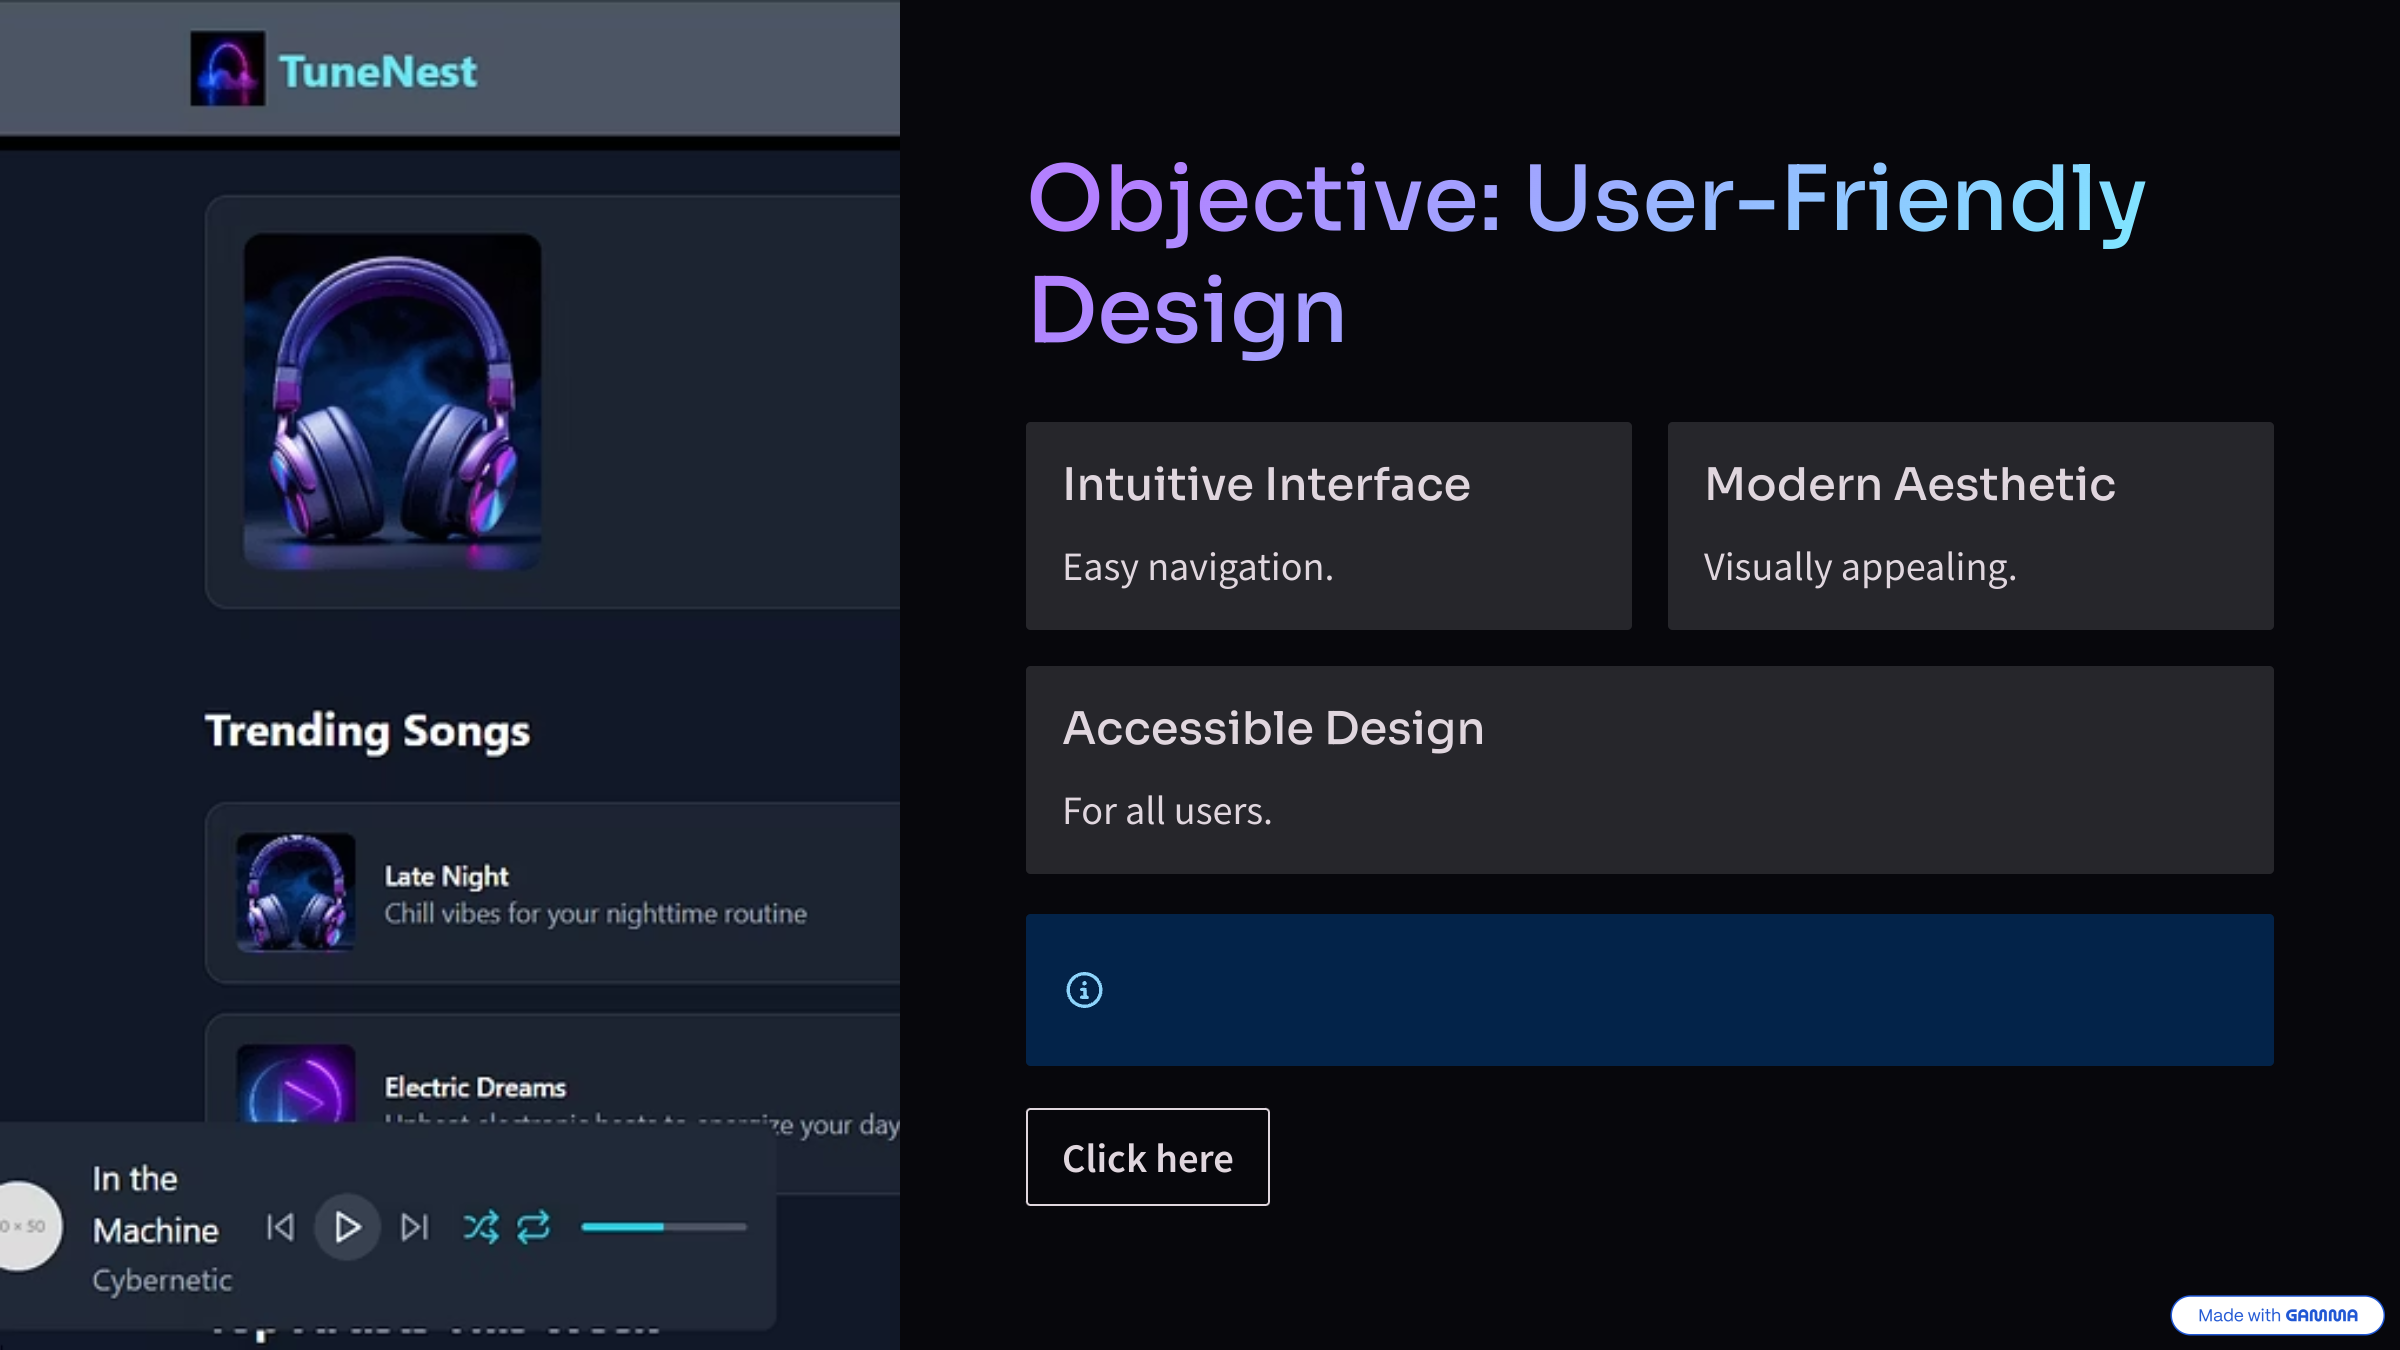 TuneNest
Trending Songs
Late Night
Chill vibes for your nighttime routine
Electric Dreams
ze your day
In the
Machine
Cybernetic
0 × 50
Objective: User-Friendly
Design
Intuitive Interface
Easy navigation.
Modern Aesthetic
Visually appealing.
Accessible Design
For all users.
Click here
Made with GAMMA